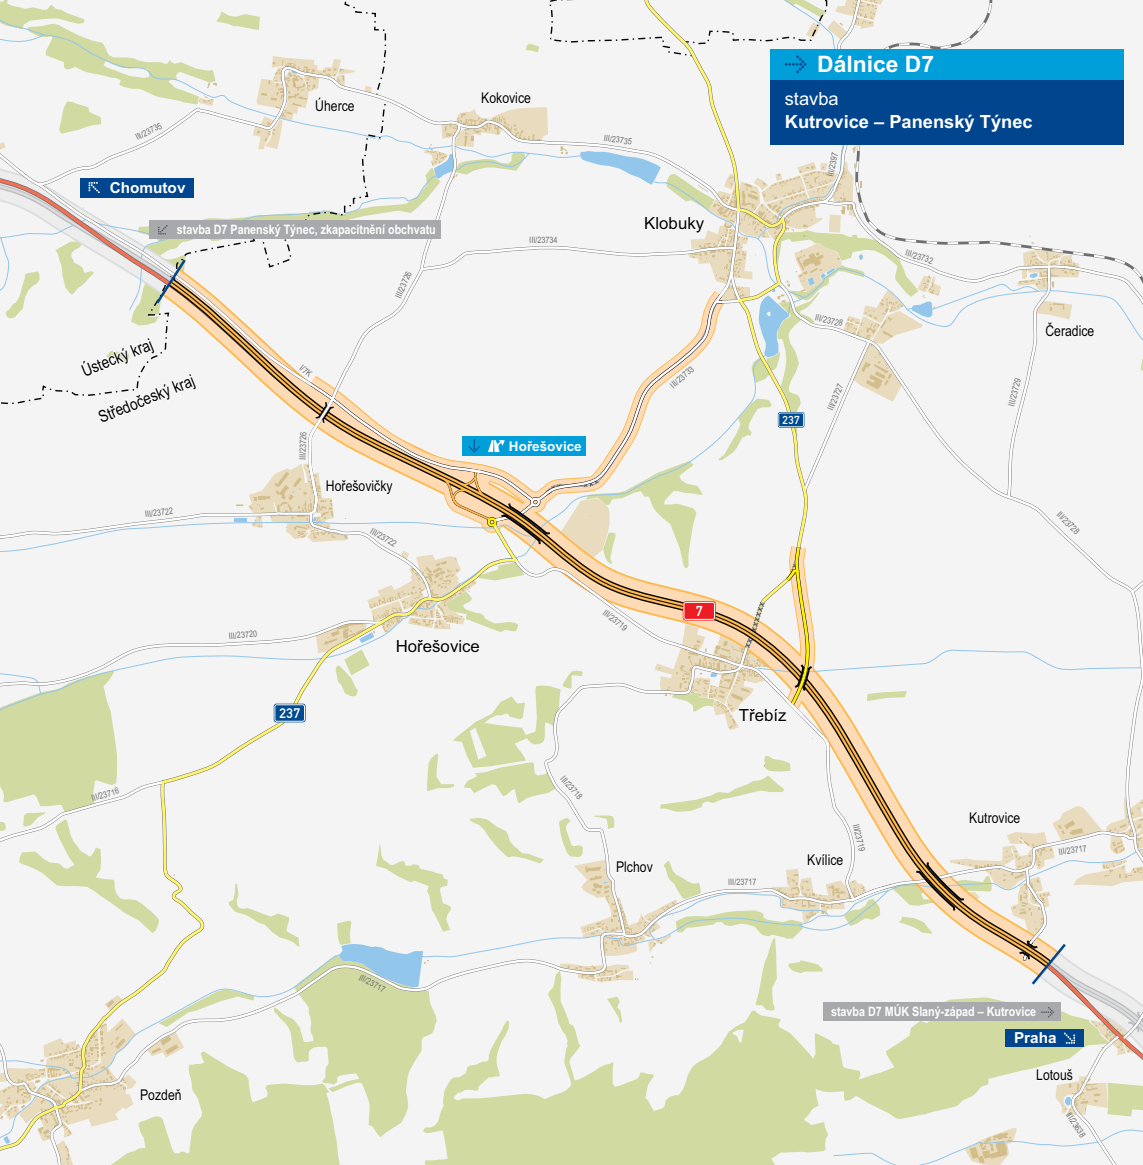 Dálnice D7
stavba
Kutrovice – Panenský Týnec
Úherce
Kokovice
III/23735
III/23735
III/2397
Chomutov
Klobuky
stavba D7 Panenský Týnec, zkapacitnění obchvatu
III/23734
III/23732
III/23726
III/23728
Čeradice
Ústecký kraj
Středočeský kraj
I/7K
III/23733
III/23727
III/23729
237
III/23726
Hořešovice
Hořešovičky
III/23722
III/23722
III/23728
7
III/23719
III/23720
Hořešovice
237
Třebíz
III/23718
III/23716
Kutrovice
III/23719
III/23717
Kvílice
Plchov
III/23717
III/23717
stavba D7 MÚK Slaný-západ – Kutrovice
Praha
Lotouš
Pozdeň
III/23638